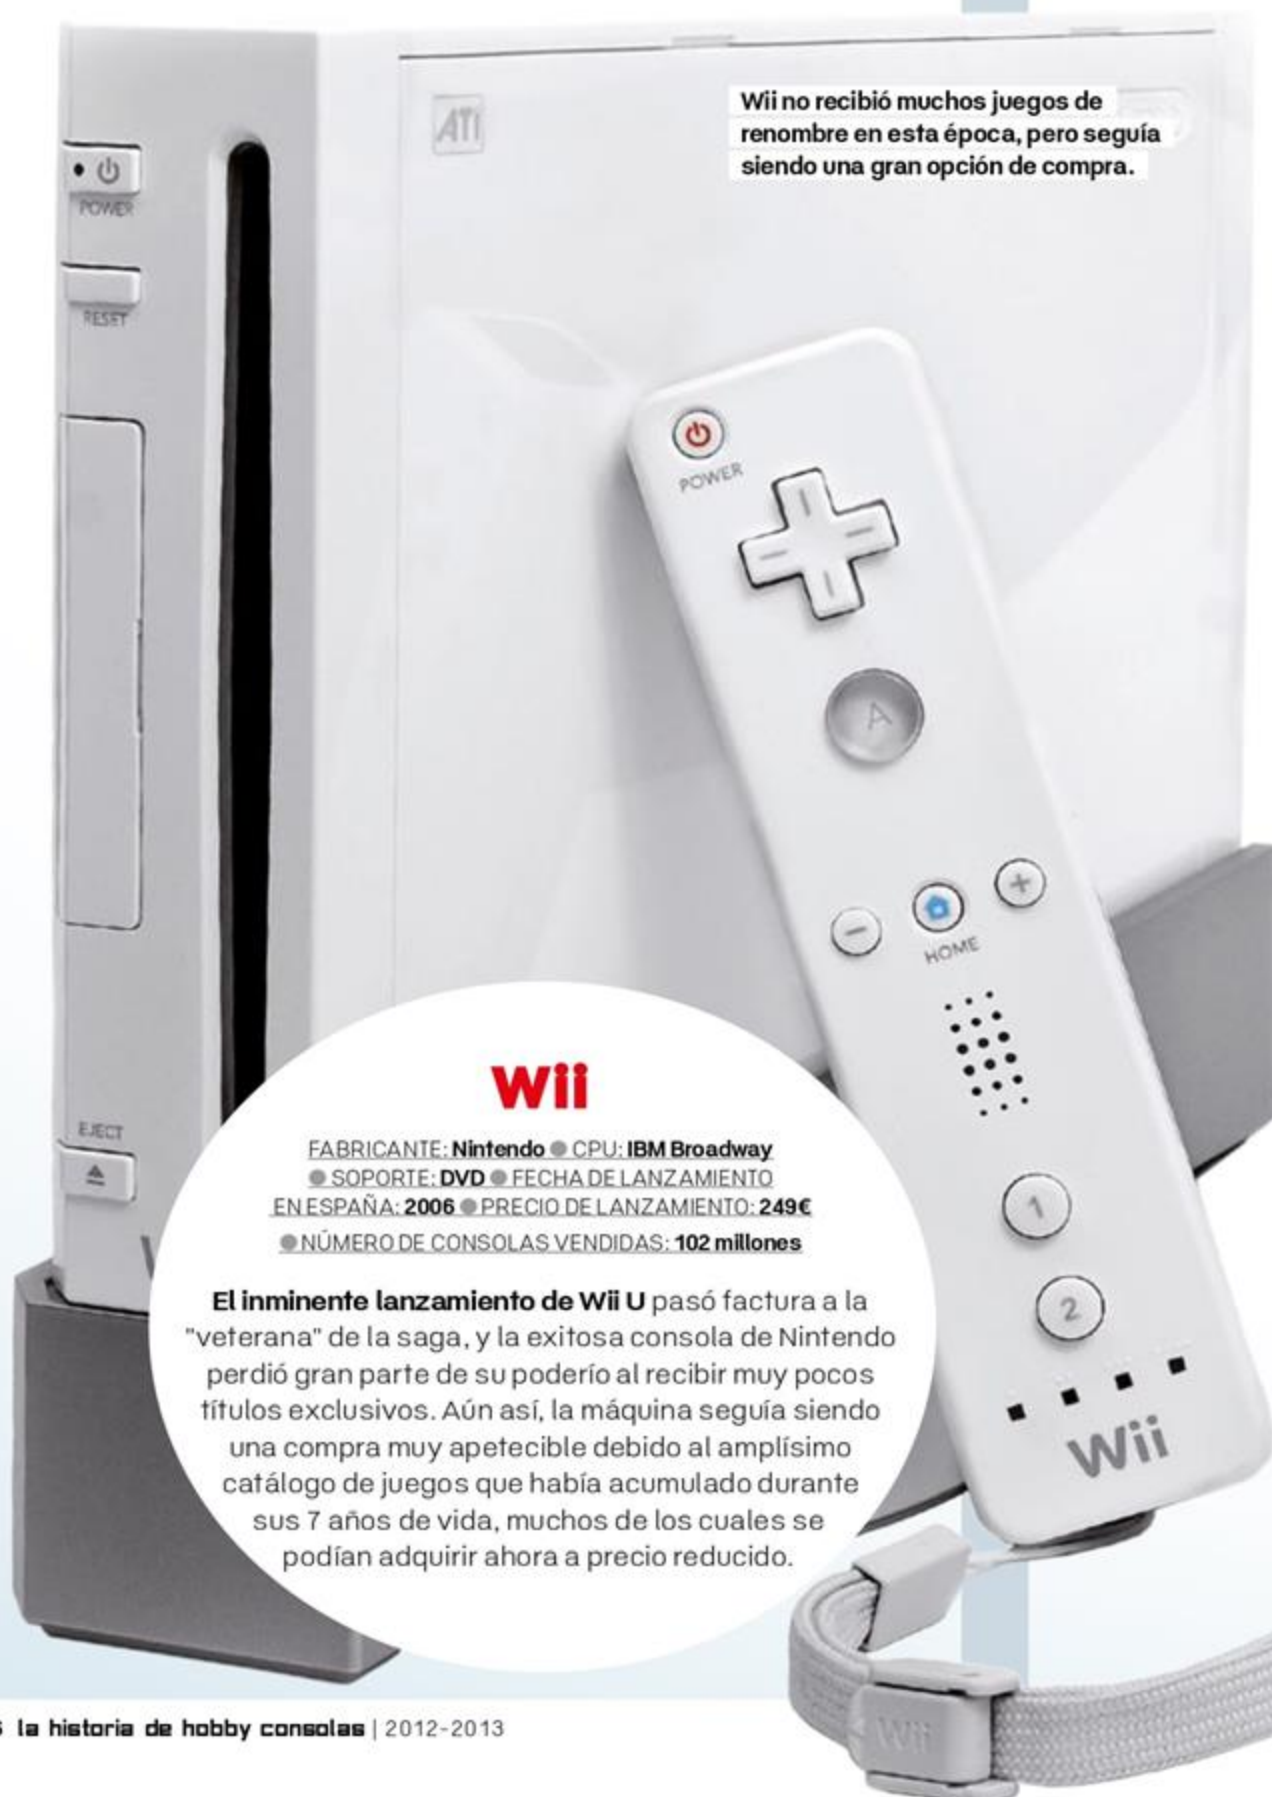 ATi
Wii no recibió muchos juegos de
renombre en esta época, pero seguía
siendo una gran opción de compra.
POWER
RESET
POWER
A
HOME
EJECT
1
2
Wii
Wii
FABRICANTE: Nintendo ● CPU: IBM Broadway
● SOPORTE: DVD ● FECHA DE LANZAMIENTO
EN ESPAÑA: 2006 ● PRECIO DE LANZAMIENTO: 249€
● NÚMERO DE CONSOLAS VENDIDAS: 102 millones
El inminente lanzamiento de Wii U pasó factura a la
"veterana" de la saga, y la exitosa consola de Nintendo
perdió gran parte de su poderío al recibir muy pocos
títulos exclusivos. Aún así, la máquina seguía siendo
una compra muy apetecible debido al amplísimo
catálogo de juegos que había acumulado durante
sus 7 años de vida, muchos de los cuales se
podían adquirir ahora a precio reducido.
Wii
la historia de hobby consolas | 2012-2013